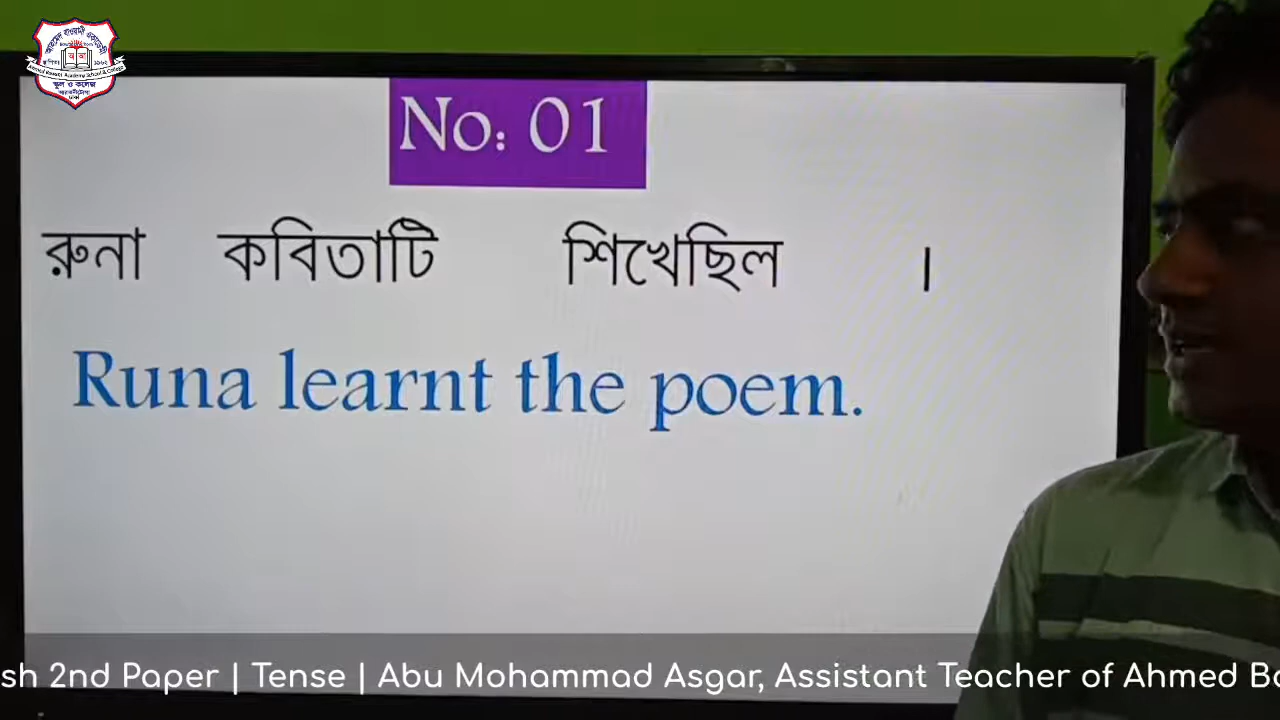 No: 01
রুনা কবিতাটি শিখেছিল ।
Runa learnt the poem.
sh 2nd Paper | Tense | Abu Mohammad Asgar, Assistant Teacher of Ahmed Ba
স্কুল ও কলেজ